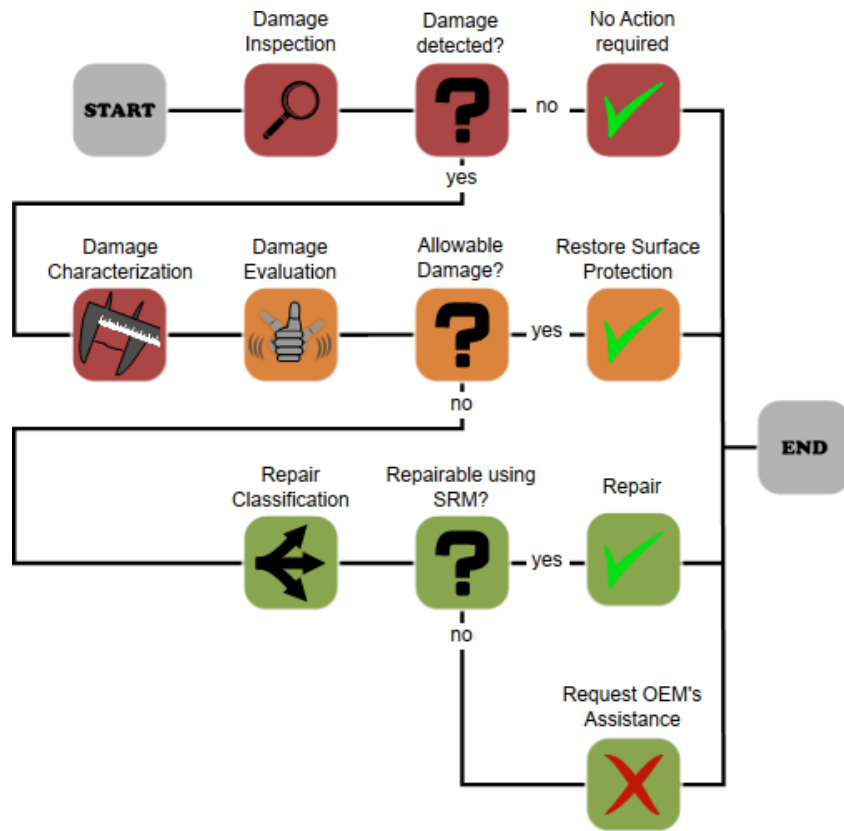 Damage
Inspection
Damage
detected?
No Action
required
START
no
yes
Damage
Characterization
Damage
Evaluation
Allowable
Damage?
Restore Surface
Protection
yes
no
END
Repair
Classification
Repairable using
SRM?
Repair
yes
no
Request OEM's
Assistance